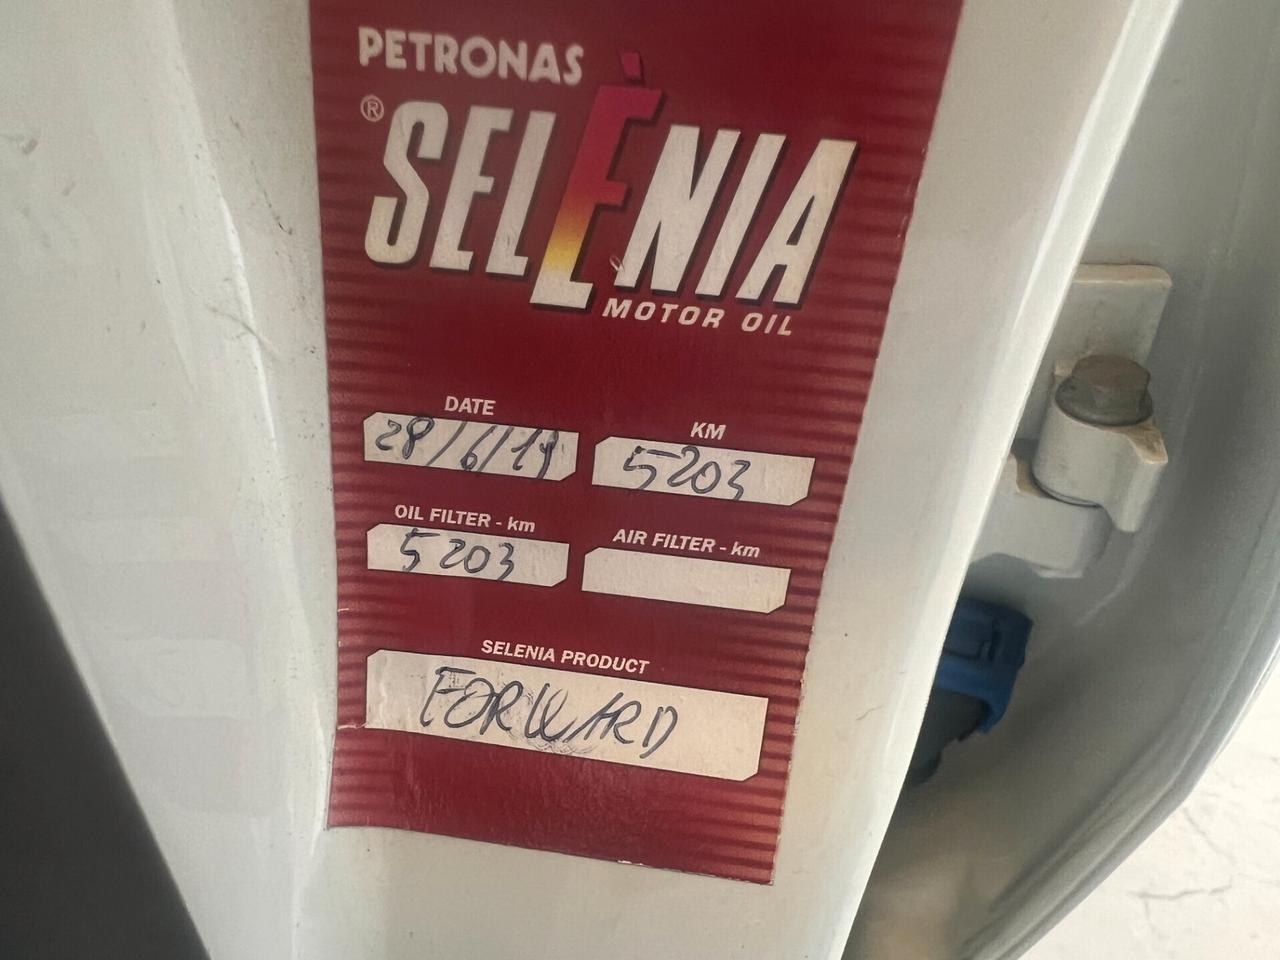 PETRONAS
® SELÈNIA
MOTOR OIL
DATE KM
28/6/19 5203
OIL FILTER - km AIR FILTER - km
5203
SELENIA PRODUCT
FORWARD